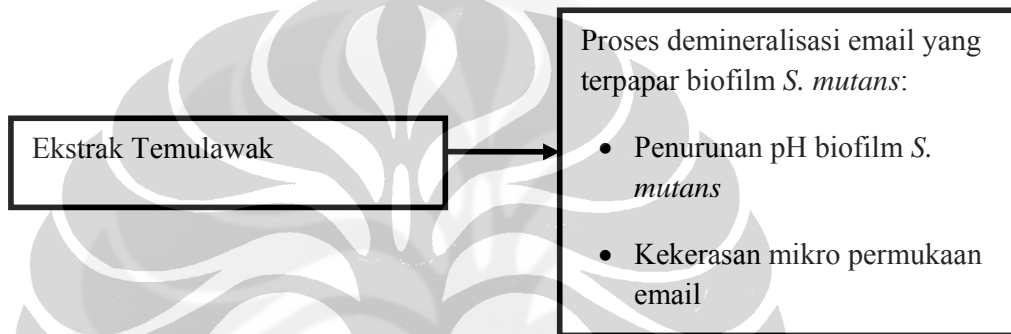 Ekstrak Temulawak
Proses demineralisasi email yang
terpapar biofilm S. mutans:
• Penurunan pH biofilm S.
mutans
• Kekerasan mikro permukaan
email